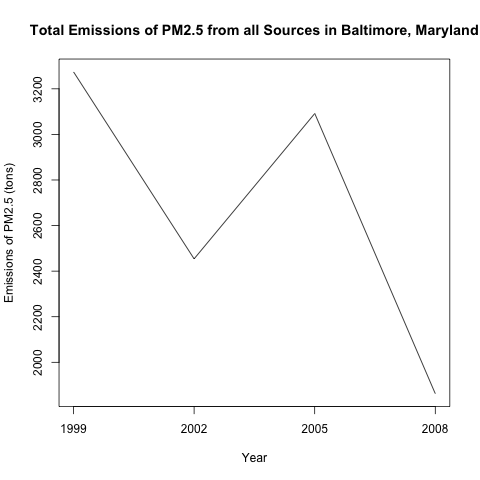 Total Emissions of PM2.5 from all Sources in Baltimore, Maryland
Emissions of PM2.5 (tons)
3200
3000
2800
2600
2400
2200
2000
1999 2002 2005 2008
Year